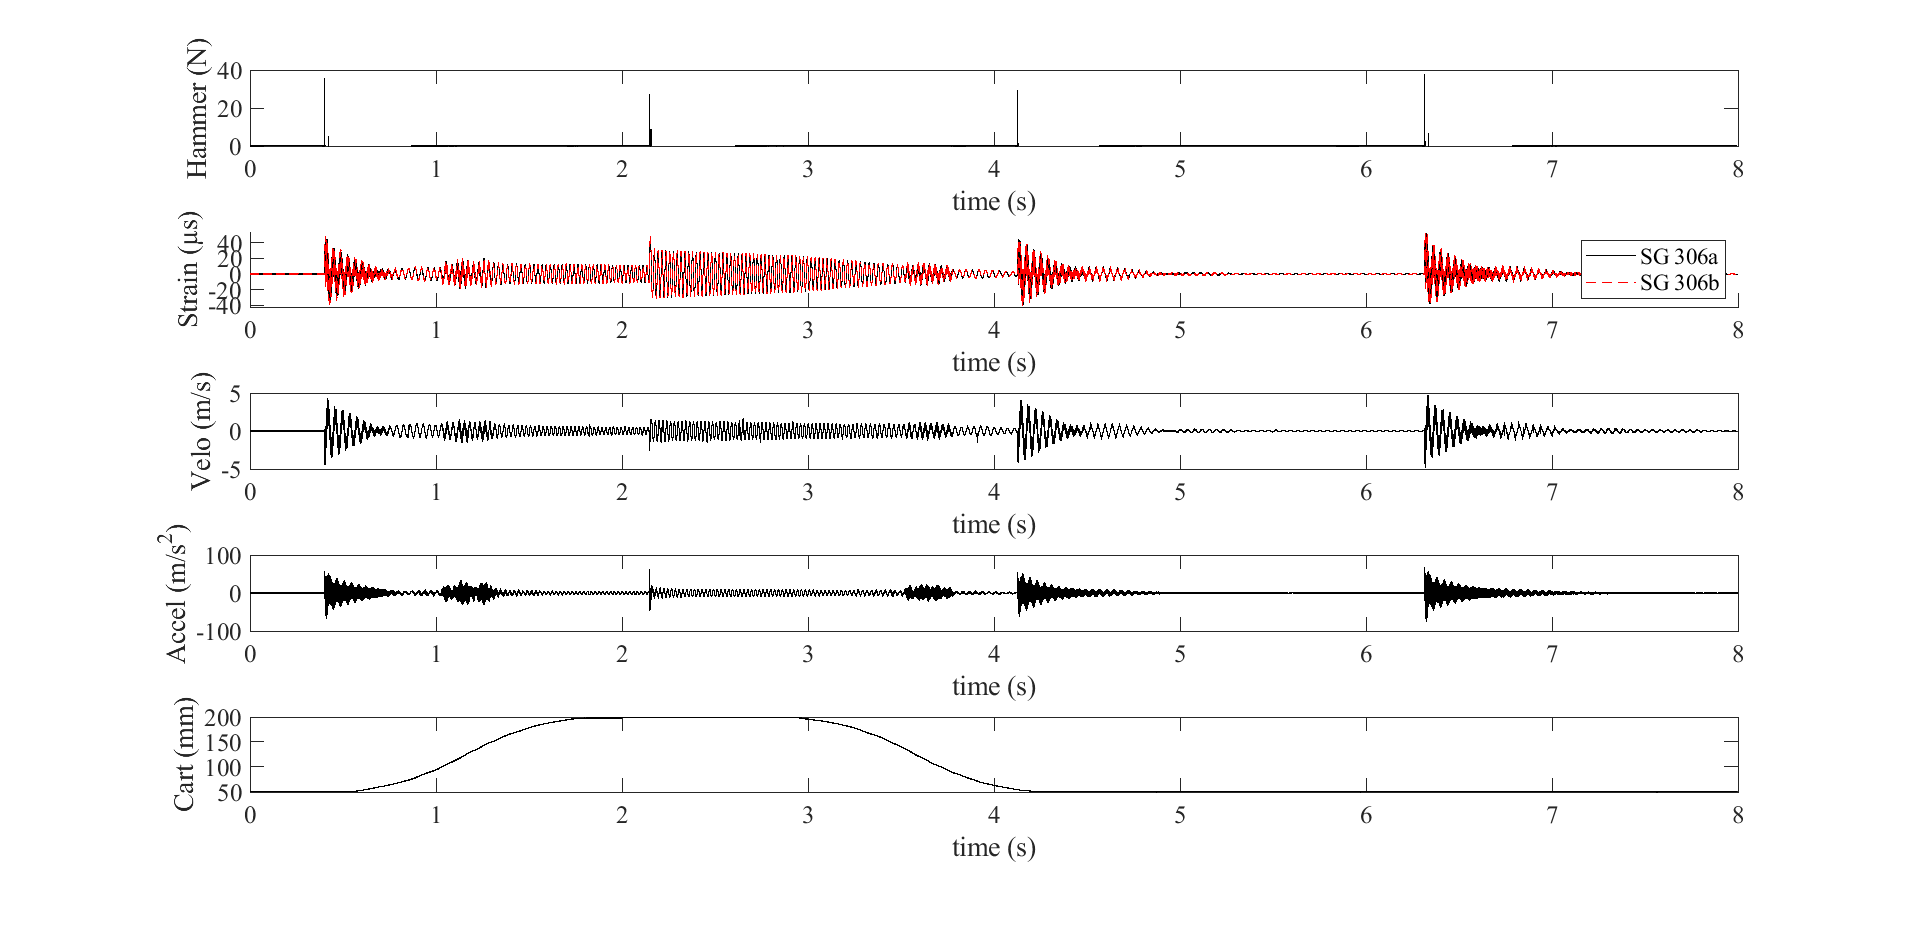 Hammer (N)
40
20
0
0 1 2 3 4 5 6 7 8
time (s)
Strain (μs)
40
20
0
-20
-40
SG 306a
SG 306b
0 1 2 3 4 5 6 7 8
time (s)
Velo (m/s)
5
0
-5
0 1 2 3 4 5 6 7 8
time (s)
Accel (m/s²)
100
0
-100
0 1 2 3 4 5 6 7 8
time (s)
Cart (mm)
200
150
100
50
0 1 2 3 4 5 6 7 8
time (s)